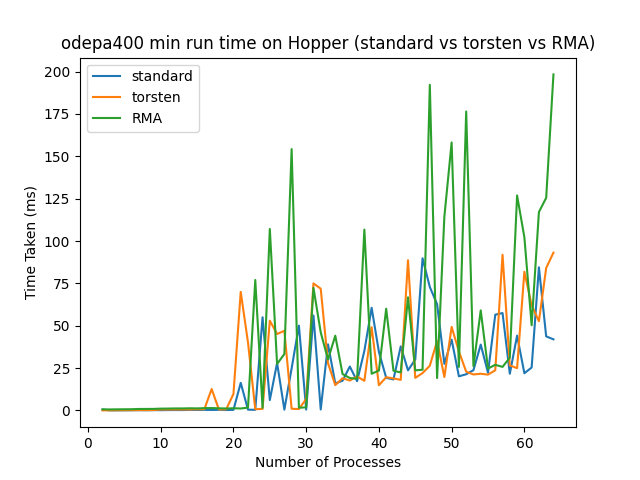 odepa400 min run time on Hopper (standard vs torsten vs RMA)
standard
torsten
RMA
200
175
150
125
100
75
50
25
0
Time Taken (ms)
0 10 20 30 40 50 60
Number of Processes